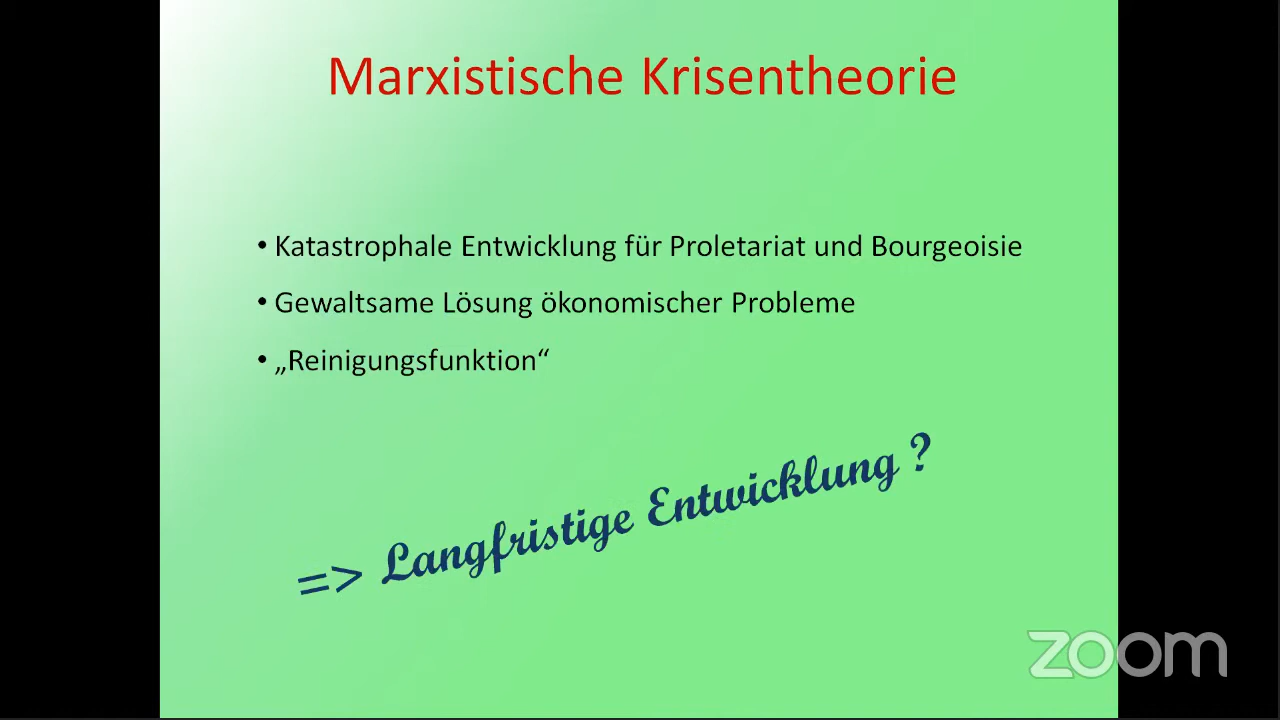 Marxistische Krisentheorie
• Katastrophale Entwicklung für Proletariat und Bourgeoisie
• Gewaltsame Lösung ökonomischer Probleme
• „Reinigungsfunktion“
=> Langfristige Entwicklung ?
zoom